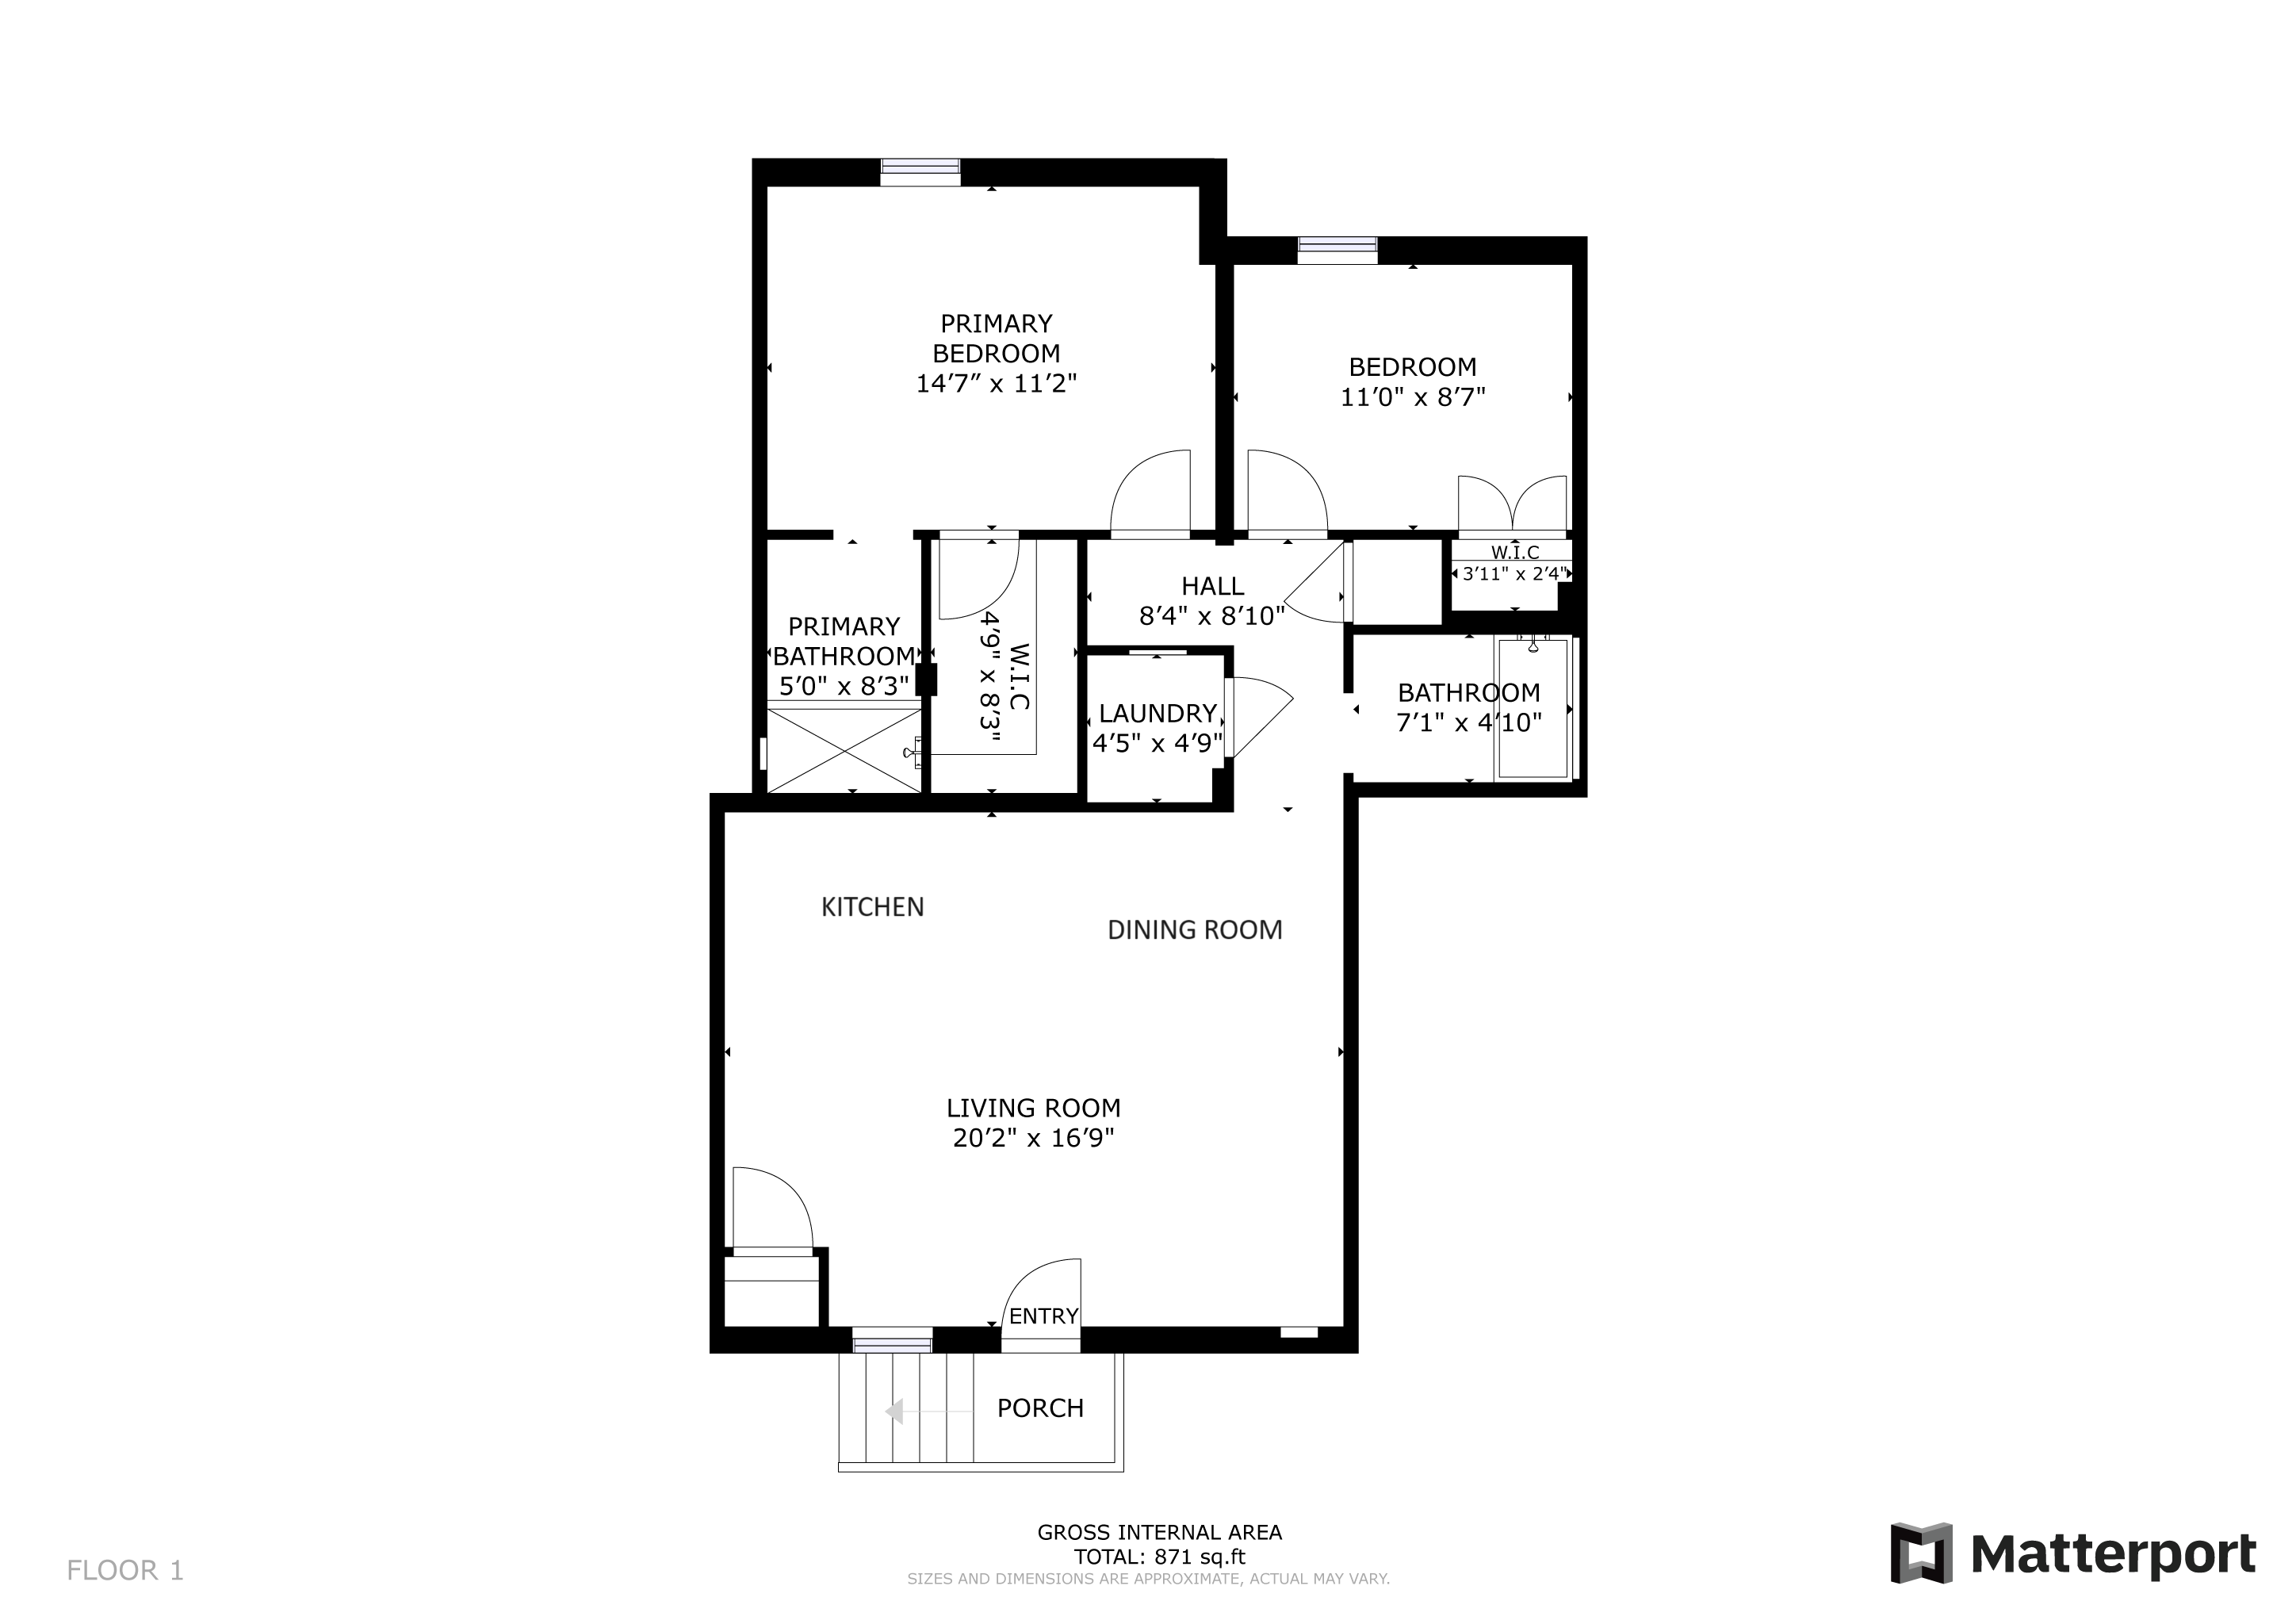 PRIMARY
BEDROOM
14'7" x 11'2"
BEDROOM
11'0" x 8'7"
W.I.C
3'11" x 2'4"
HALL
8'4" x 8'10"
PRIMARY
BATHROOM
5'0" x 8'3"
W.I.C
4'9" x 8'3"
LAUNDRY
4'5" x 4'9"
BATHROOM
7'1" x 4'10"
KITCHEN
DINING ROOM
LIVING ROOM
20'2" x 16'9"
ENTRY
PORCH
GROSS INTERNAL AREA
TOTAL: 871 sq.ft
SIZES AND DIMENSIONS ARE APPROXIMATE, ACTUAL MAY VARY.
FLOOR 1
Matterport